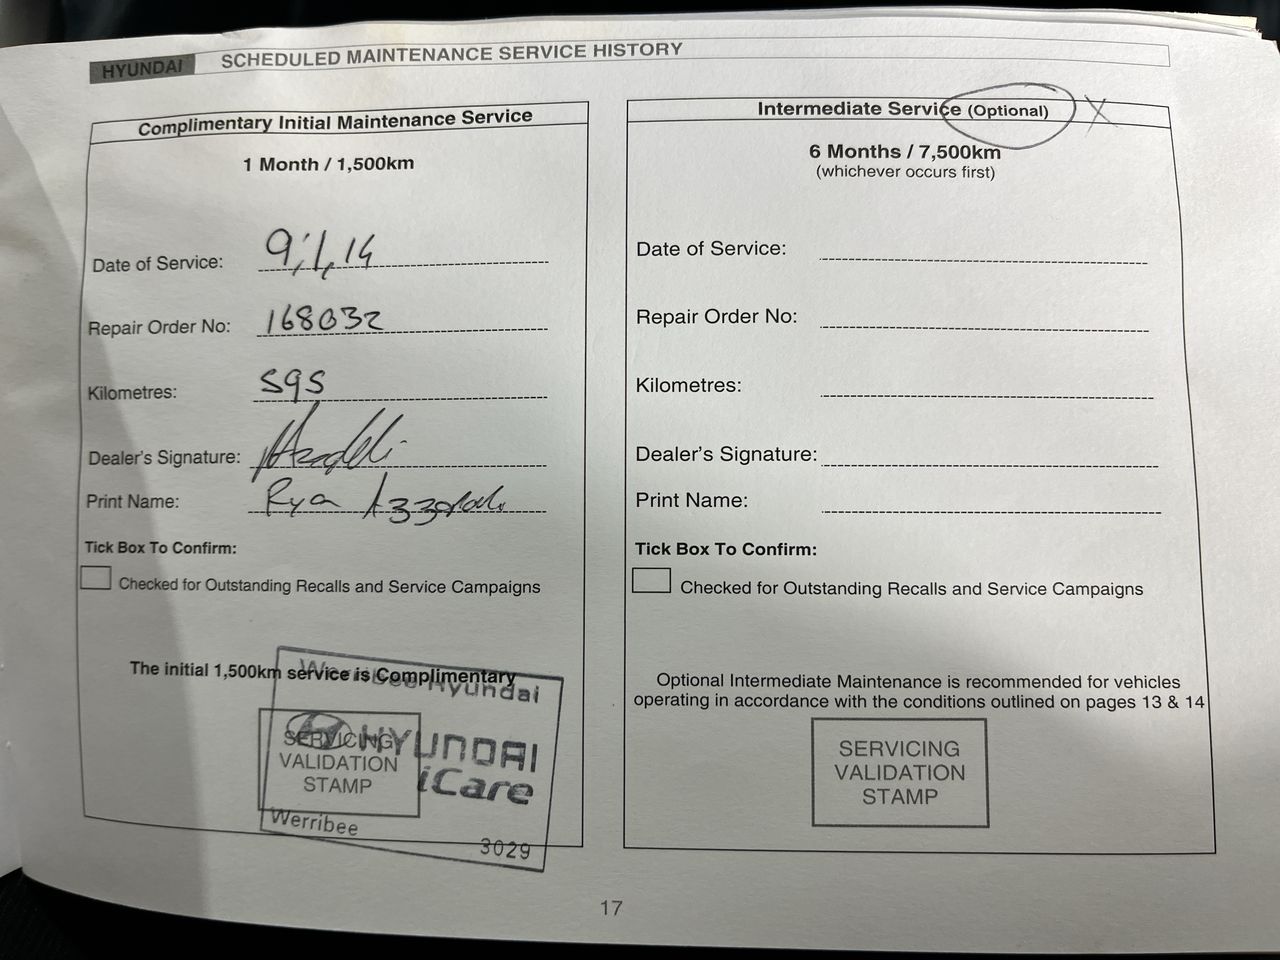 HYUNDAI SCHEDULED MAINTENANCE SERVICE HISTORY
Complimentary Initial Maintenance Service
1 Month / 1,500km
Date of Service: 9/1/14
Repair Order No: 168032
Kilometres: 595
Dealer's Signature:
Print Name: Ryan
Tick Box To Confirm:
Checked for Outstanding Recalls and Service Campaigns
The initial 1,500km service is Complimentary
Werribee Hyundai
SERVICING
VALIDATION
STAMP
HYUNDAI
iCare
Werribee
3029
Intermediate Service (Optional) X
6 Months / 7,500km
(whichever occurs first)
Date of Service:
Repair Order No:
Kilometres:
Dealer's Signature:
Print Name:
Tick Box To Confirm:
Checked for Outstanding Recalls and Service Campaigns
Optional Intermediate Maintenance is recommended for vehicles
operating in accordance with the conditions outlined on pages 13 & 14
SERVICING
VALIDATION
STAMP
17